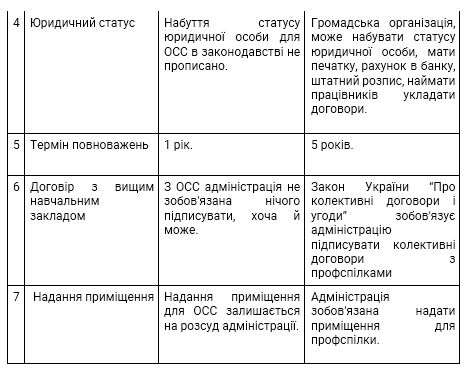 4 Юридичний статус Набуття статусу Громадська організація,
юридичної особи для може набувати статусу
ОСС в законодавстві не юридичної особи, мати
прописано. печатку, рахунок в банку,
штатний розпис, наймати
працівників укладати
договори.
5 Термін повноважень 1 рік. 5 років.
6 Договір з вищим З ОСС адміністрація не Закон України “Про
навчальним зобов'язана нічого колективні договори і
закладом підписувати, хоча й угоди” зобов'язує
може. адміністрацію
підписувати колективні
договори з
профспілками
7 Надання приміщення Надання приміщення Адміністрація
для ОСС залишається зобов'язана надати
на розсуд адміністрації. приміщення для
профспілки.